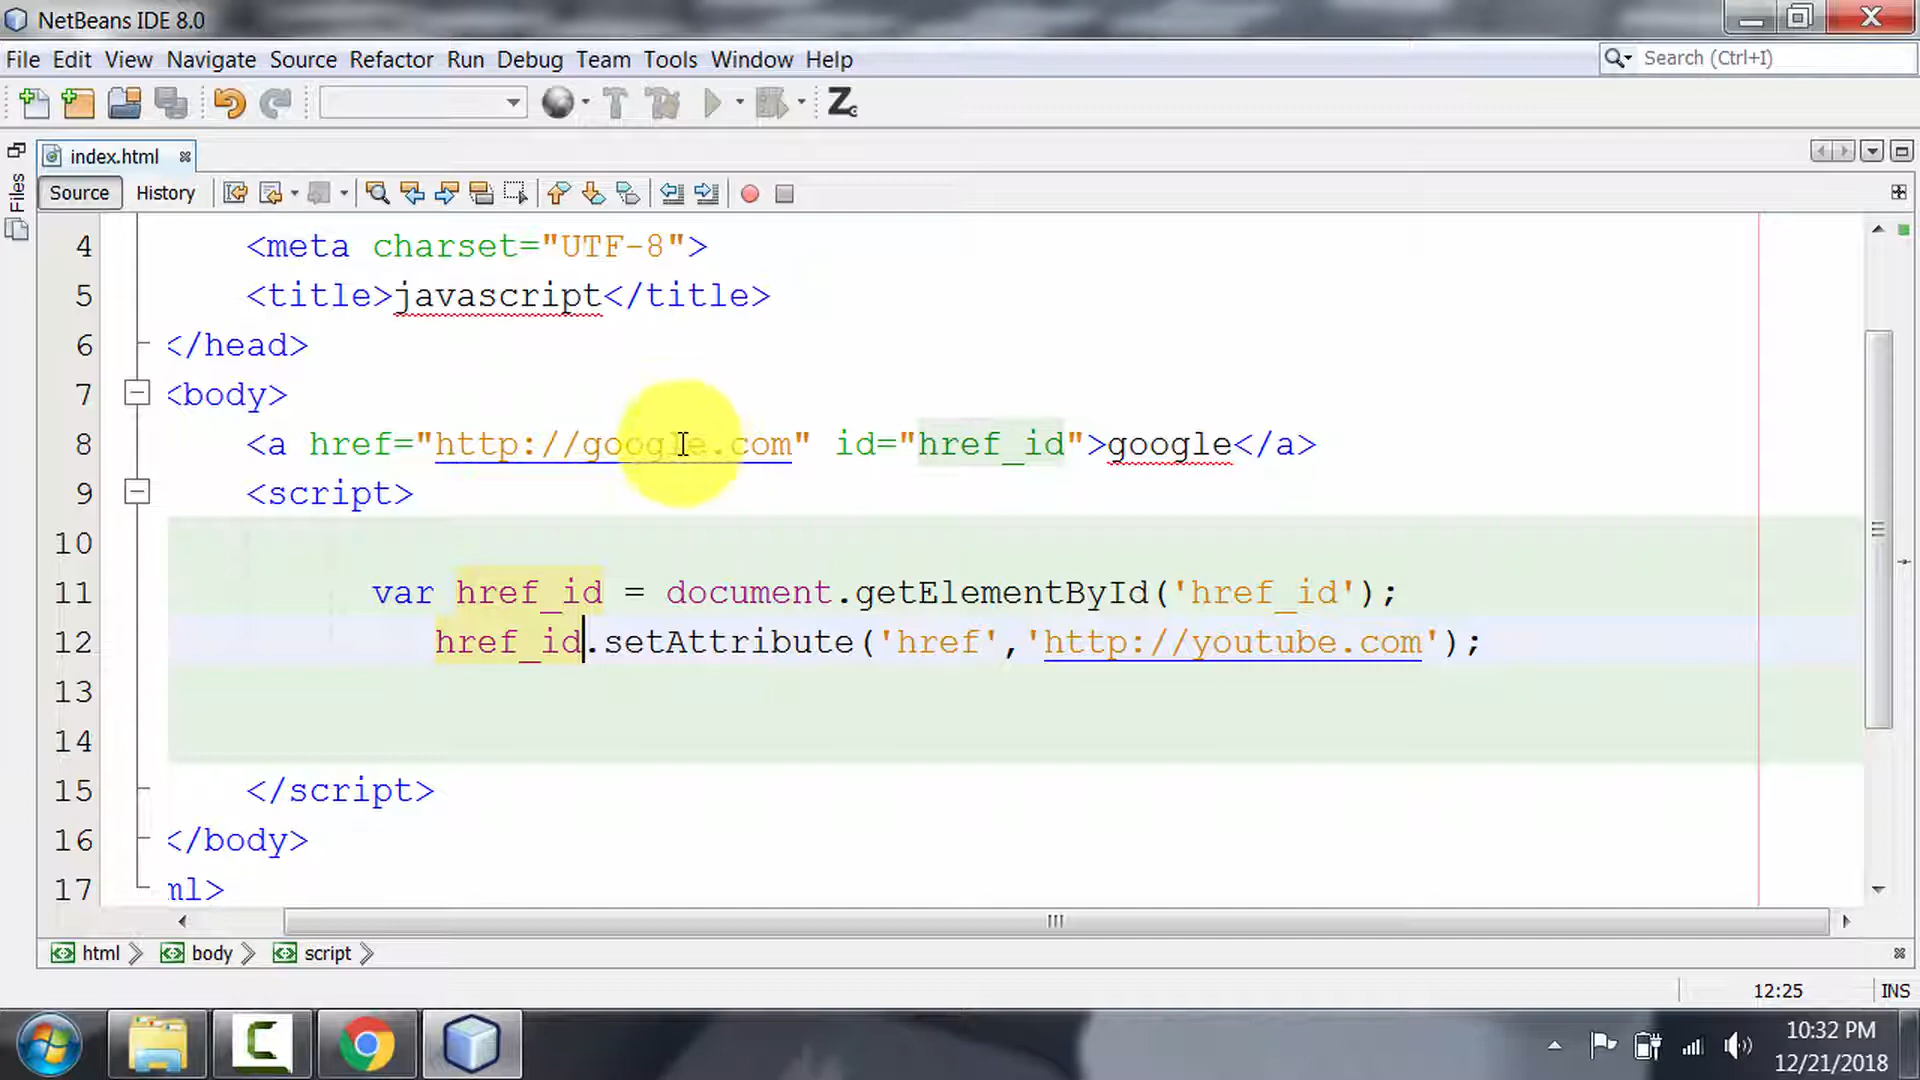 NetBeans IDE 8.0
File Edit View Navigate Source Refactor Run Debug Team Tools Window Help
Search (Ctrl+I)
index.html
Files
Source History
4 <meta charset="UTF-8">
5 <title>javascript</title>
6 </head>
7 <body>
8 <a href="http://google.com" id="href_id">google</a>
9 <script>
10
11 var href_id = document.getElementById('href_id');
12 href_id.setAttribute('href','http://youtube.com');
13
14
15 </script>
16 </body>
17 ml>
html body script
12:25 INS
10:32 PM
12/21/2018